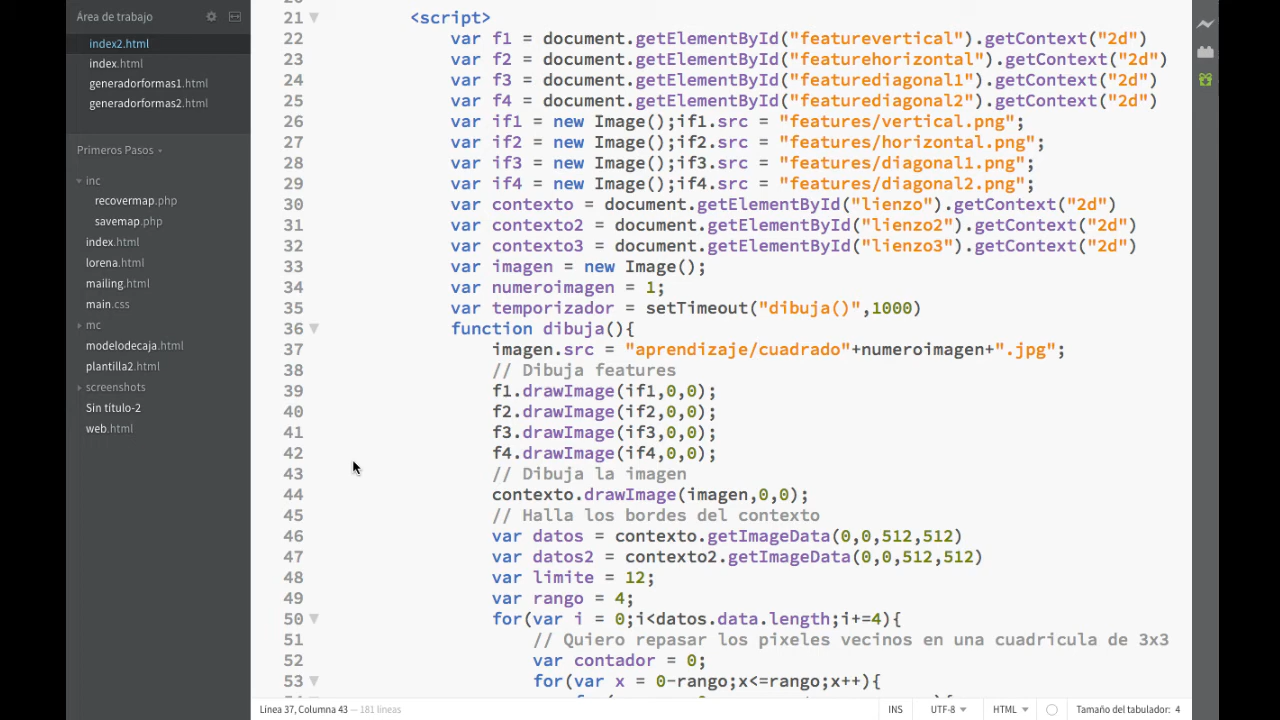 Área de trabajo
index2.html
index.html
generadorformas1.html
generadorformas2.html
Primeros Pasos
inc
recovermap.php
savemap.php
index.html
lorena.html
mailing.html
main.css
mc
modelodecaja.html
plantilla2.html
screenshots
Sin título-2
web.html
21 <script>
22 var f1 = document.getElementById("featurevertical").getContext("2d")
23 var f2 = document.getElementById("featurehorizontal").getContext("2d")
24 var f3 = document.getElementById("featurediagonal1").getContext("2d")
25 var f4 = document.getElementById("featurediagonal2").getContext("2d")
26 var if1 = new Image();if1.src = "features/vertical.png";
27 var if2 = new Image();if2.src = "features/horizontal.png";
28 var if3 = new Image();if3.src = "features/diagonal1.png";
29 var if4 = new Image();if4.src = "features/diagonal2.png";
30 var contexto = document.getElementById("lienzo").getContext("2d")
31 var contexto2 = document.getElementById("lienzo2").getContext("2d")
32 var contexto3 = document.getElementById("lienzo3").getContext("2d")
33 var imagen = new Image();
34 var numeroimagen = 1;
35 var temporizador = setTimeout("dibuja()",1000)
36 function dibuja(){
37 imagen.src = "aprendizaje/cuadrado"+numeroimagen+".jpg";
38 // Dibuja features
39 f1.drawImage(if1,0,0);
40 f2.drawImage(if2,0,0);
41 f3.drawImage(if3,0,0);
42 f4.drawImage(if4,0,0);
43 // Dibuja la imagen
44 contexto.drawImage(imagen,0,0);
45 // Halla los bordes del contexto
46 var datos = contexto.getImageData(0,0,512,512)
47 var datos2 = contexto2.getImageData(0,0,512,512)
48 var limite = 12;
49 var rango = 4;
50 for(var i = 0;i<datos.data.length;i+=4){
51 // Quiero repasar los pixeles vecinos en una cuadricula de 3x3
52 var contador = 0;
53 for(var x = 0-rango;x<=rango;x++){
Línea 37, Columna 43 — 181 líneas
INS UTF-8 HTML Tamaño del tabulador: 4